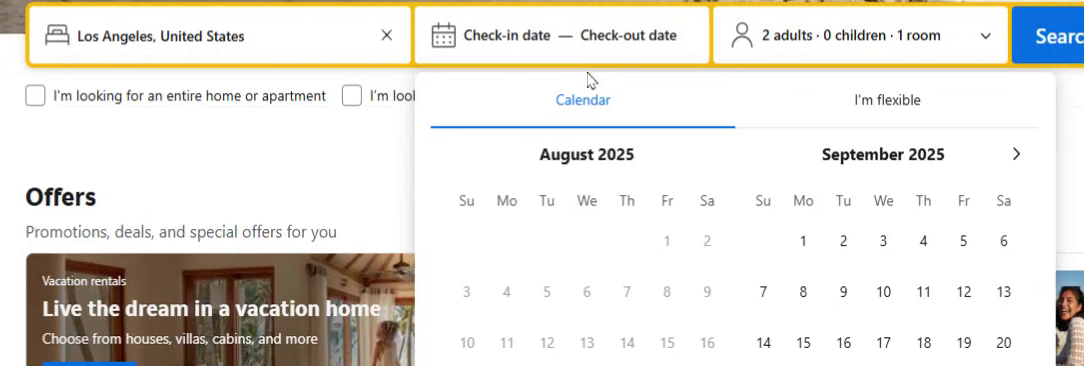 Los Angeles, United States
Check-in date — Check-out date
2 adults · 0 children · 1 room
Searc
I'm looking for an entire home or apartment
I'm lool
Calendar
I'm flexible
August 2025
September 2025
Su Mo Tu We Th Fr Sa
1 2
3 4 5 6 7 8 9
10 11 12 13 14 15 16
Su Mo Tu We Th Fr Sa
1 2 3 4 5 6
7 8 9 10 11 12 13
14 15 16 17 18 19 20
Offers
Promotions, deals, and special offers for you
Vacation rentals
Live the dream in a vacation home
Choose from houses, villas, cabins, and more